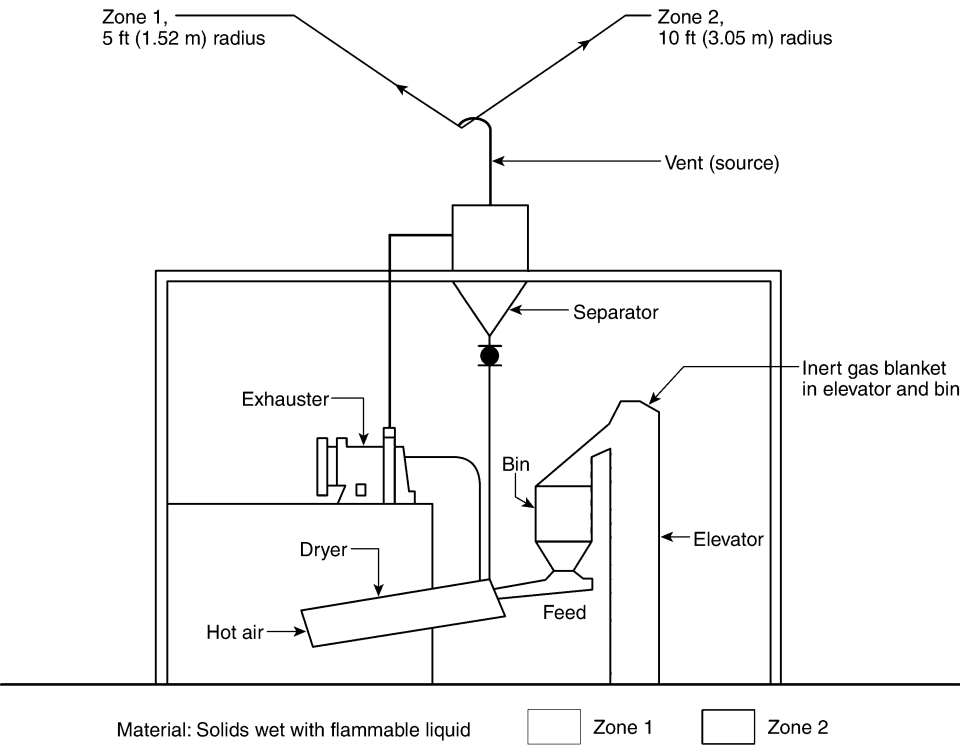 Zone 1,
5 ft (1.52 m) radius
Zone 2,
10 ft (3.05 m) radius
Vent (source)
Separator
Inert gas blanket
in elevator and bin
Exhauster
Bin
Elevator
Dryer
Feed
Hot air
Material: Solids wet with flammable liquid
Zone 1
Zone 2